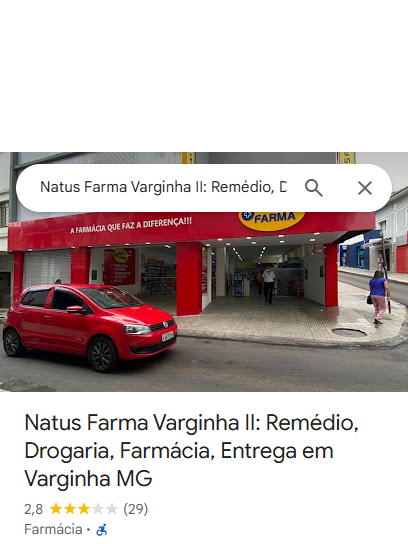 Natus Farma Varginha II: Remédio, D
FARMA
A FARMÁCIA QUE FAZ A DIFERENÇA!!!
Natus Farma Varginha II: Remédio,
Drogaria, Farmácia, Entrega em
Varginha MG
2,8 (29)
Farmácia ·